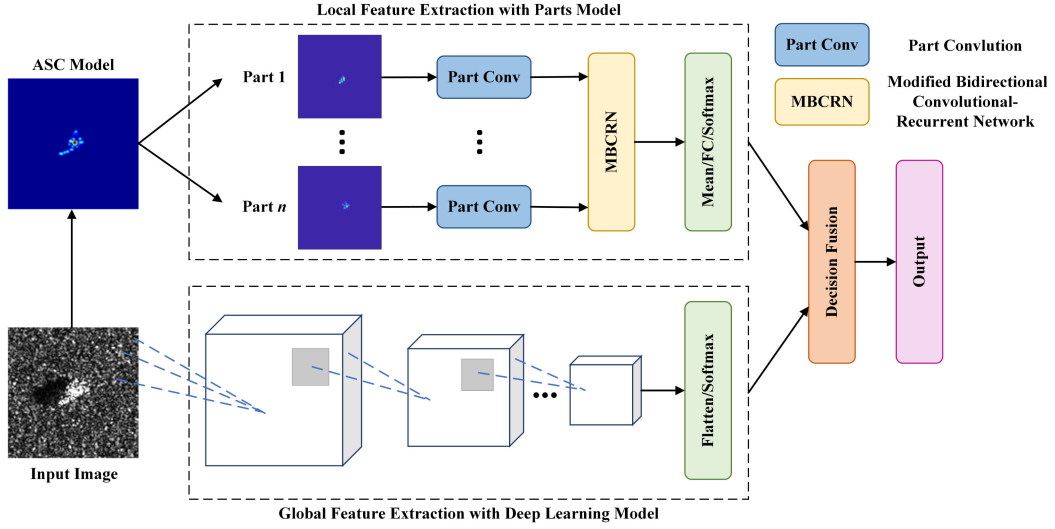 Local Feature Extraction with Parts Model
ASC Model
Part 1
Part Conv
Part n
Part Conv
MBCRN
Mean/FC/Softmax
Part Conv
Part Convlution
MBCRN
Modified Bidirectional
Convolutional-
Recurrent Network
Decision Fusion
Output
Input Image
Flatten/Softmax
Global Feature Extraction with Deep Learning Model